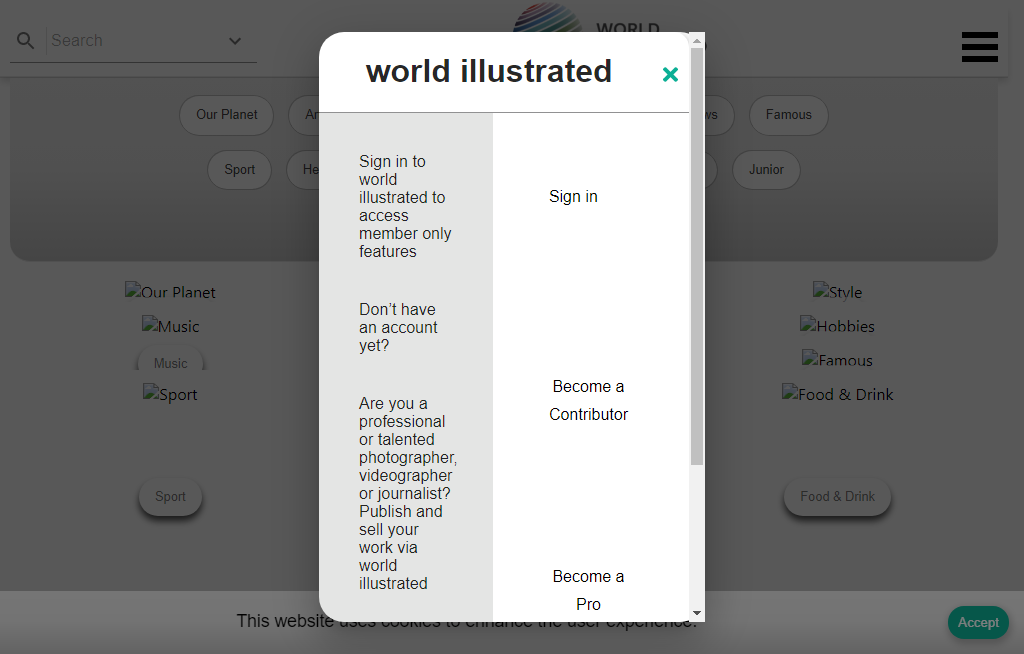 Search
WORLD
world illustrated
Our Planet
Famous
Sport
Junior
Sign in to
world
illustrated to
access
member only
features
Sign in
Don’t have
an account
yet?
Become a
Contributor
Are you a
professional
or talented
photographer,
videographer
or journalist?
Publish and
sell your
work via
world
illustrated
Become a
Pro
Our Planet
Style
Music
Hobbies
Music
Famous
Sport
Food & Drink
Sport
Food & Drink
This website uses cookies to enhance the user experience.
Accept